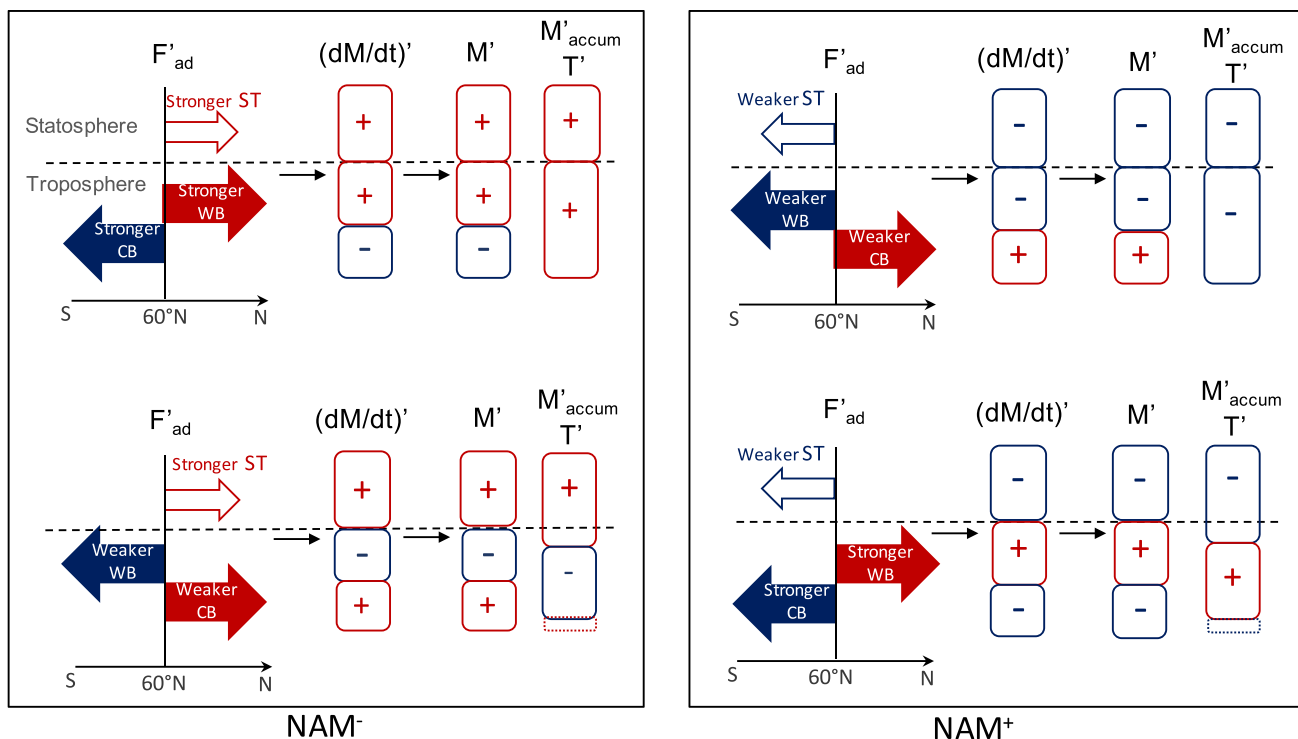 F'ad
(dM/dt)'
M'
M'accum
T'
Stronger ST
Statosphere
+
+
+
Troposphere
Stronger
WB
+
+
+
Stronger
CB
-
-
S
60°N
N
F'ad
(dM/dt)'
M'
M'accum
T'
Stronger ST
+
+
+
Weaker
WB
-
-
-
Weaker
CB
+
+
S
60°N
N
NAM-
F'ad
(dM/dt)'
M'
M'accum
T'
Weaker ST
-
-
-
Weaker
WB
-
-
-
Weaker
CB
+
+
S
60°N
N
F'ad
(dM/dt)'
M'
M'accum
T'
Weaker ST
-
-
-
Stronger
WB
+
+
+
Stronger
CB
-
-
S
60°N
N
NAM+